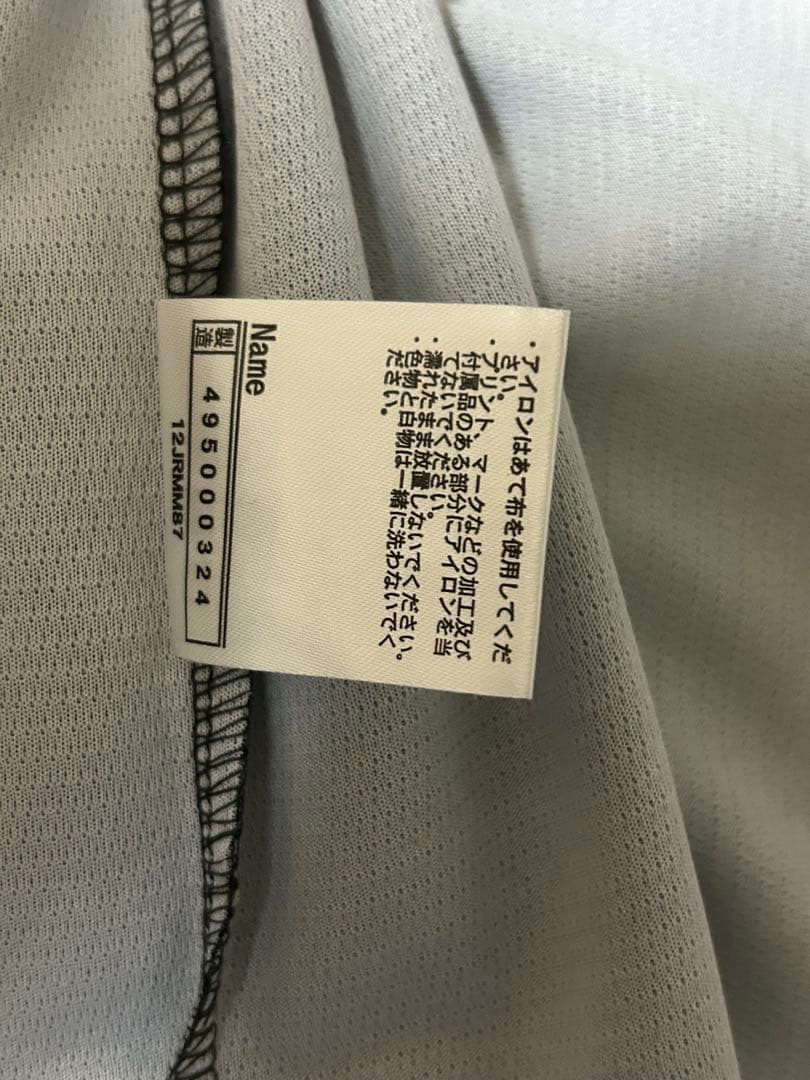 ・アイロンはあて布を使用してくだ
さい。
・プリント、マークなどの加工及び
付属品のある部分にアイロンを当
てないでください。
・濡れたまま放置しないでください。
・色物と白物は一緒に洗わないでく
ださい。
Name
製造 495000324
12JRMM87